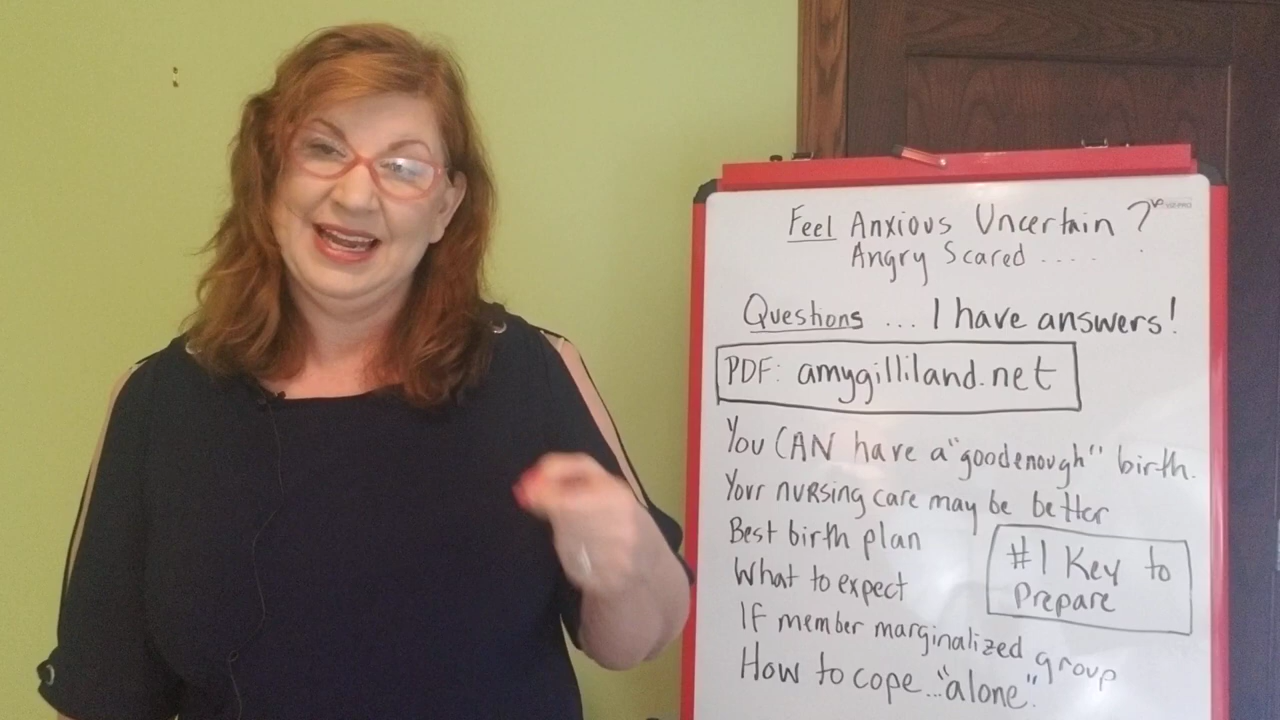 Feel Anxious Uncertain ?
Angry Scared .....
Questions ... I have answers!
PDF: amygilliland.net
You CAN have a "goodenough" birth.
Your nursing care may be better
Best birth plan
What to expect
#1 Key to
Prepare
If member marginalized group
How to cope..."alone".